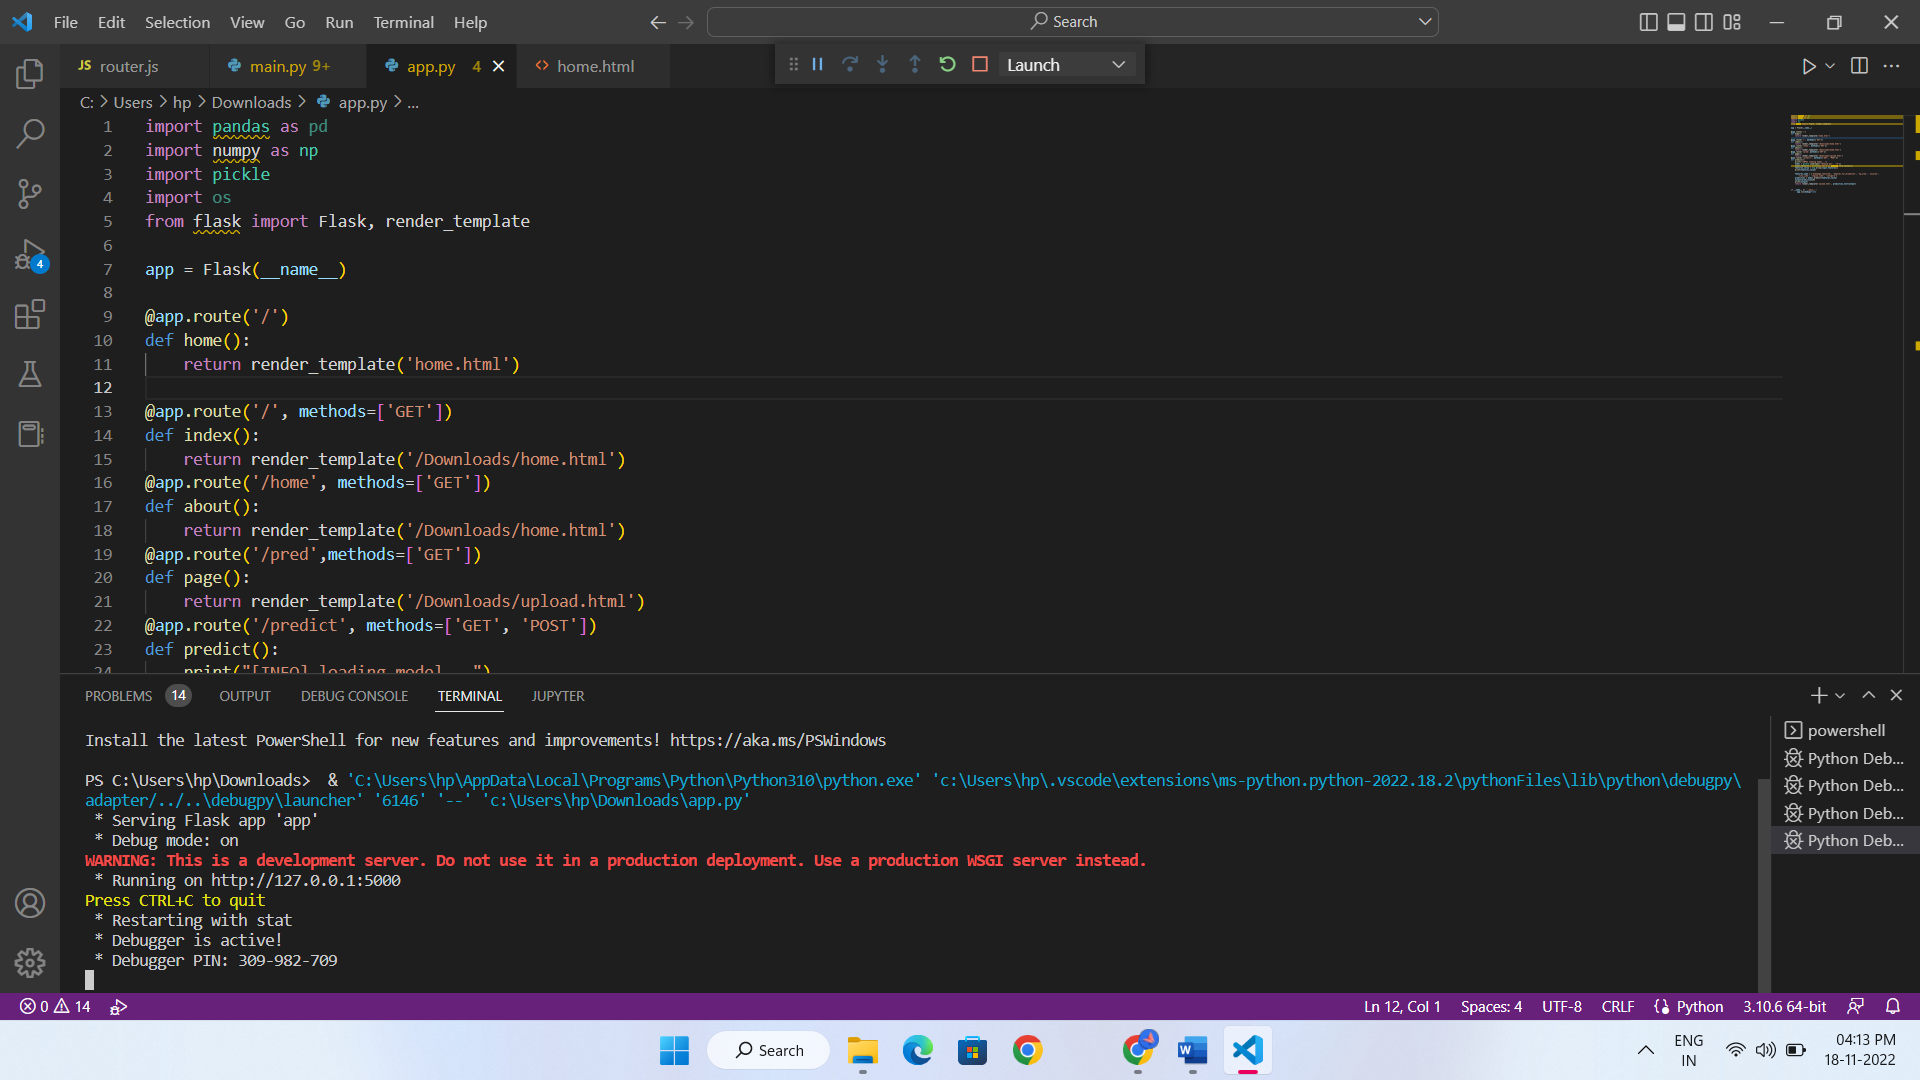 File Edit Selection View Go Run Terminal Help
Search
JS router.js main.py 9+ app.py 4 home.html
Launch
C: > Users > hp > Downloads > app.py > ...
1 import pandas as pd
2 import numpy as np
3 import pickle
4 import os
5 from flask import Flask, render_template
6
7 app = Flask(__name__)
8
9 @app.route('/')
10 def home():
11 return render_template('home.html')
12
13 @app.route('/', methods=['GET'])
14 def index():
15 return render_template('/Downloads/home.html')
16 @app.route('/home', methods=['GET'])
17 def about():
18 return render_template('/Downloads/home.html')
19 @app.route('/pred',methods=['GET'])
20 def page():
21 return render_template('/Downloads/upload.html')
22 @app.route('/predict', methods=['GET', 'POST'])
23 def predict():
24 print("[INFO] loading model...")
4
PROBLEMS 14 OUTPUT DEBUG CONSOLE TERMINAL JUPYTER
Install the latest PowerShell for new features and improvements! https://aka.ms/PSWindows
PS C:\Users\hp\Downloads> & 'C:\Users\hp\AppData\Local\Programs\Python\Python310\python.exe' 'c:\Users\hp\.vscode\extensions\ms-python.python-2022.18.2\pythonFiles\lib\python\debugpy\
adapter/../..\debugpy\launcher' '6146' '--' 'c:\Users\hp\Downloads\app.py'
* Serving Flask app 'app'
* Debug mode: on
WARNING: This is a development server. Do not use it in a production deployment. Use a production WSGI server instead.
* Running on http://127.0.0.1:5000
Press CTRL+C to quit
* Restarting with stat
* Debugger is active!
* Debugger PIN: 309-982-709
powershell
Python Deb...
Python Deb...
Python Deb...
Python Deb...
0 14 Ln 12, Col 1 Spaces: 4 UTF-8 CRLF Python 3.10.6 64-bit
Search
ENG
IN
04:13 PM
18-11-2022